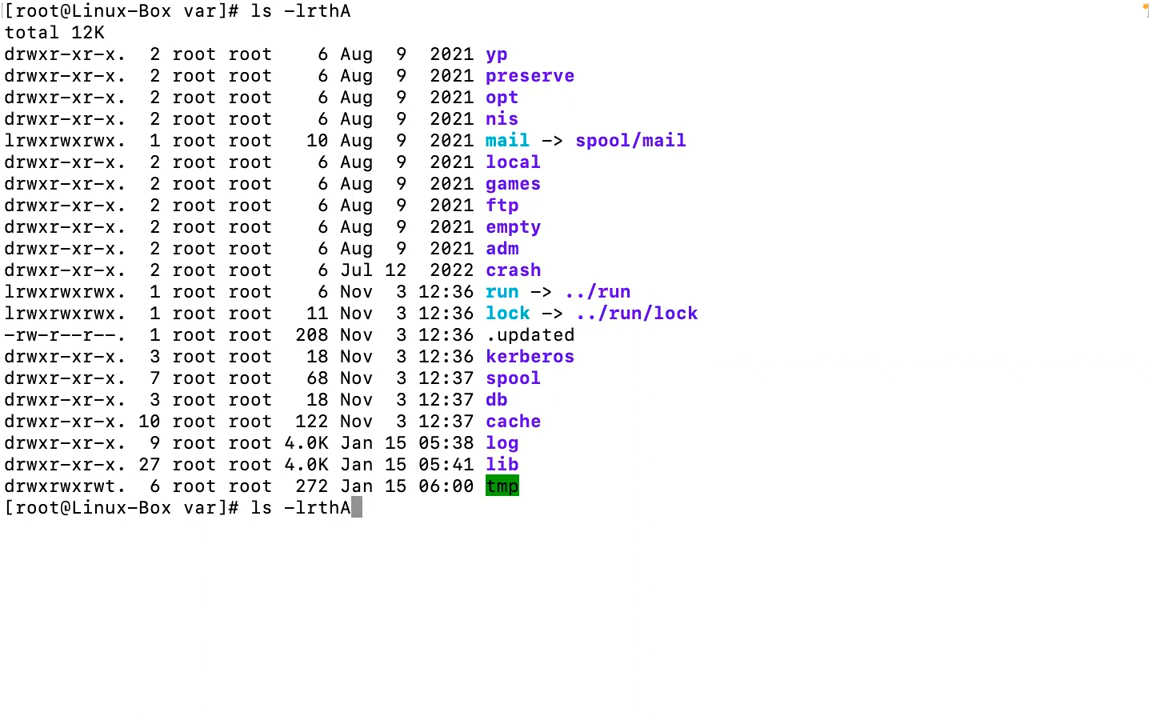 [root@Linux-Box var]# ls -lrthA
total 12K
drwxr-xr-x.  2 root root    6 Aug  9  2021 yp
drwxr-xr-x.  2 root root    6 Aug  9  2021 preserve
drwxr-xr-x.  2 root root    6 Aug  9  2021 opt
drwxr-xr-x.  2 root root    6 Aug  9  2021 nis
lrwxrwxrwx.  1 root root   10 Aug  9  2021 mail -> spool/mail
drwxr-xr-x.  2 root root    6 Aug  9  2021 local
drwxr-xr-x.  2 root root    6 Aug  9  2021 games
drwxr-xr-x.  2 root root    6 Aug  9  2021 ftp
drwxr-xr-x.  2 root root    6 Aug  9  2021 empty
drwxr-xr-x.  2 root root    6 Aug  9  2021 adm
drwxr-xr-x.  2 root root    6 Jul 12  2022 crash
lrwxrwxrwx.  1 root root    6 Nov  3 12:36 run -> ../run
lrwxrwxrwx.  1 root root   11 Nov  3 12:36 lock -> ../run/lock
-rw-r--r--.  1 root root  208 Nov  3 12:36 .updated
drwxr-xr-x.  3 root root   18 Nov  3 12:36 kerberos
drwxr-xr-x.  7 root root   68 Nov  3 12:37 spool
drwxr-xr-x.  3 root root   18 Nov  3 12:37 db
drwxr-xr-x. 10 root root  122 Nov  3 12:37 cache
drwxr-xr-x.  9 root root 4.0K Jan 15 05:38 log
drwxr-xr-x. 27 root root 4.0K Jan 15 05:41 lib
drwxrwxrwt.  6 root root  272 Jan 15 06:00 tmp
[root@Linux-Box var]# ls -lrthA